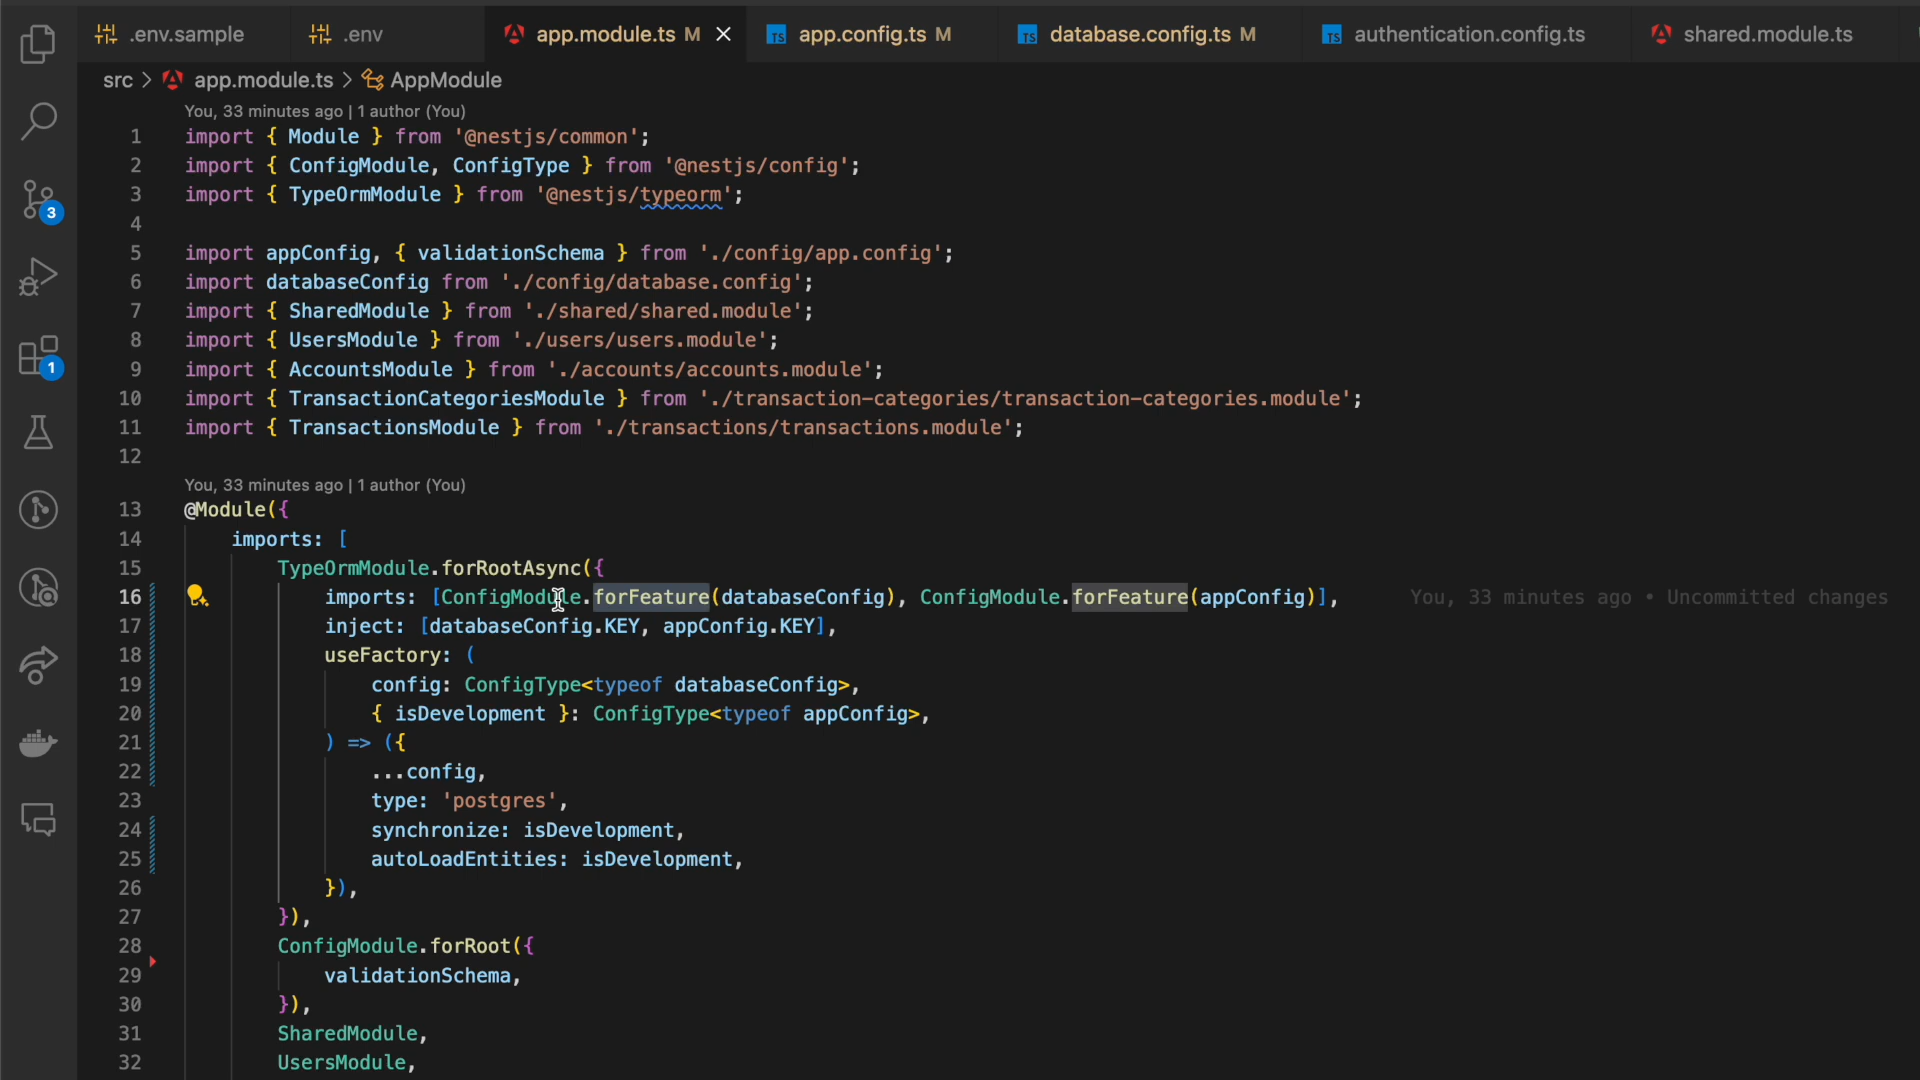 .env.sample
.env
app.module.ts M
TS app.config.ts M
TS database.config.ts M
TS authentication.config.ts
shared.module.ts
src > app.module.ts > AppModule
You, 33 minutes ago | 1 author (You)
1 import { Module } from '@nestjs/common';
2 import { ConfigModule, ConfigType } from '@nestjs/config';
3 import { TypeOrmModule } from '@nestjs/typeorm';
4
5 import appConfig, { validationSchema } from './config/app.config';
6 import databaseConfig from './config/database.config';
7 import { SharedModule } from './shared/shared.module';
8 import { UsersModule } from './users/users.module';
9 import { AccountsModule } from './accounts/accounts.module';
10 import { TransactionCategoriesModule } from './transaction-categories/transaction-categories.module';
11 import { TransactionsModule } from './transactions/transactions.module';
12
You, 33 minutes ago | 1 author (You)
13 @Module({
14 imports: [
15 TypeOrmModule.forRootAsync({
16 imports: [ConfigModule.forFeature(databaseConfig), ConfigModule.forFeature(appConfig)], You, 33 minutes ago • Uncommitted changes
17 inject: [databaseConfig.KEY, appConfig.KEY],
18 useFactory: (
19 config: ConfigType<typeof databaseConfig>,
20 { isDevelopment }: ConfigType<typeof appConfig>,
21 ) => ({
22 ...config,
23 type: 'postgres',
24 synchronize: isDevelopment,
25 autoLoadEntities: isDevelopment,
26 }),
27 }),
28 ConfigModule.forRoot({
29 validationSchema,
30 }),
31 SharedModule,
32 UsersModule,
3
1